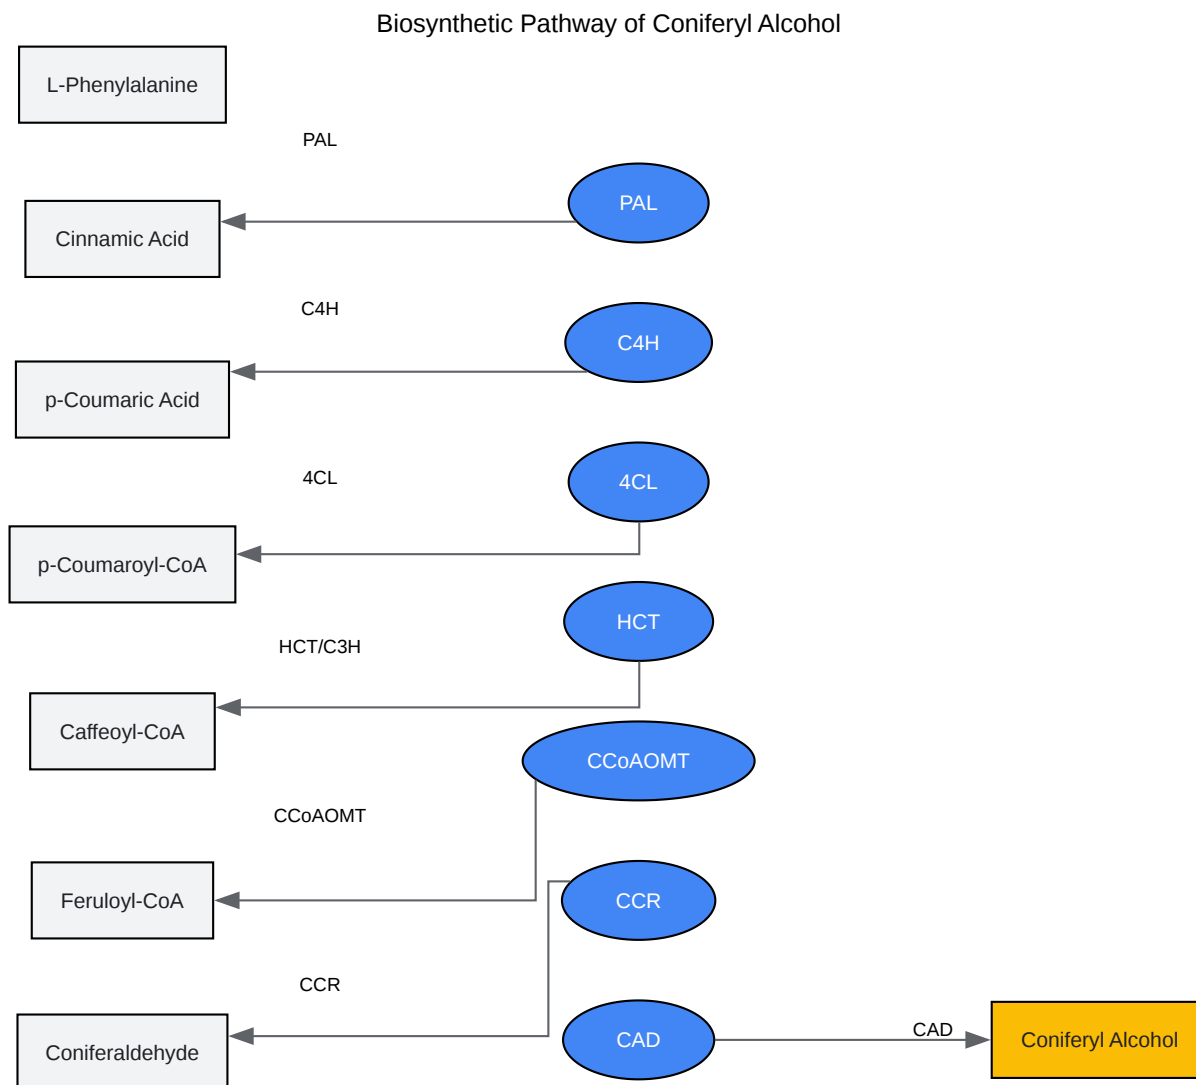 Biosynthetic Pathway of Coniferyl Alcohol
L-Phenylalanine
PAL
PAL
Cinnamic Acid
C4H
C4H
p-Coumaric Acid
4CL
4CL
p-Coumaroyl-CoA
HCT
HCT/C3H
Caffeoyl-CoA
CCoAOMT
CCoAOMT
Feruloyl-CoA
CCR
CCR
Coniferaldehyde
CAD
CAD
Coniferyl Alcohol